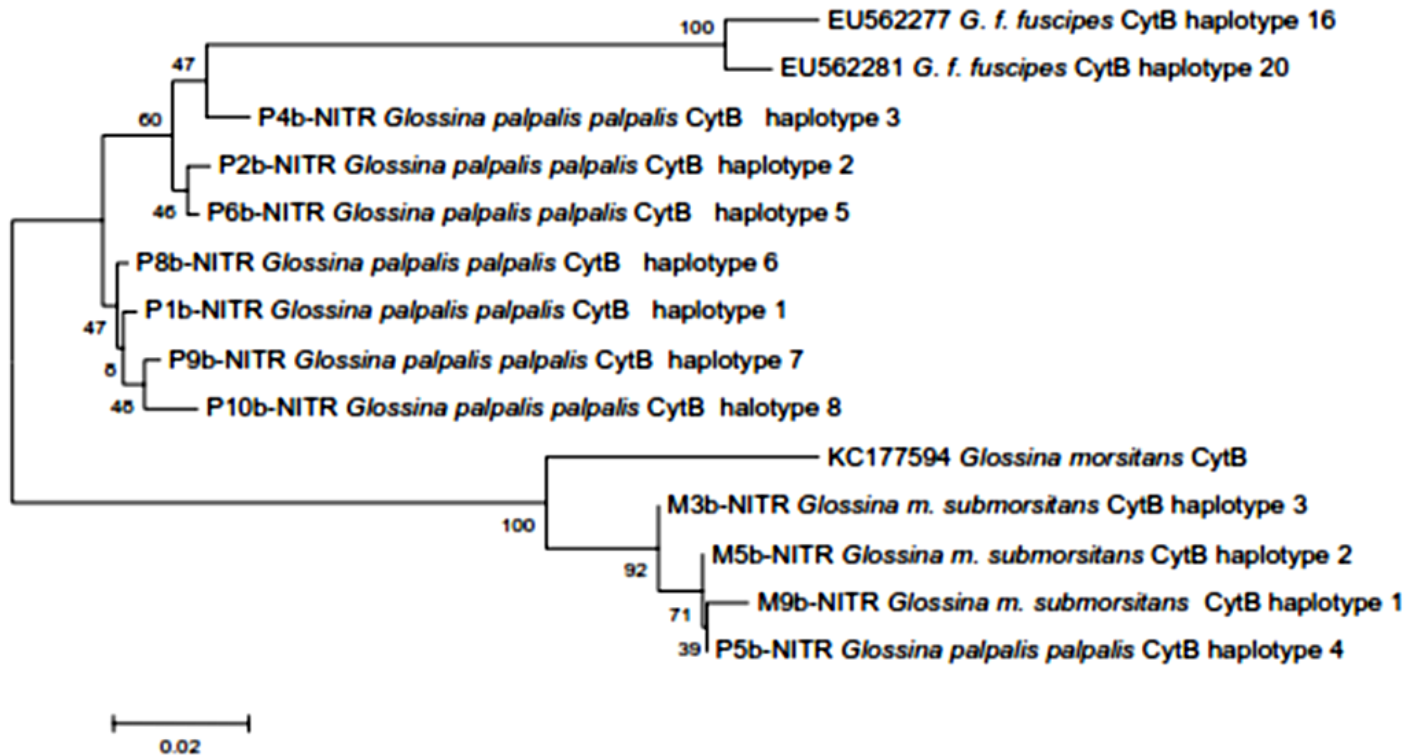 100
EU562277 G. f. fuscipes CytB haplotype 16
EU562281 G. f. fuscipes CytB haplotype 20
47
P4b-NITR Glossina palpalis palpalis CytB haplotype 3
60
P2b-NITR Glossina palpalis palpalis CytB haplotype 2
46 P6b-NITR Glossina palpalis palpalis CytB haplotype 5
P8b-NITR Glossina palpalis palpalis CytB haplotype 6
P1b-NITR Glossina palpalis palpalis CytB haplotype 1
47
P9b-NITR Glossina palpalis palpalis CytB haplotype 7
P10b-NITR Glossina palpalis palpalis CytB halotype 8
KC177594 Glossina morsitans CytB
M3b-NITR Glossina m. submorsitans CytB haplotype 3
100
M5b-NITR Glossina m. submorsitans CytB haplotype 2
92
M9b-NITR Glossina m. submorsitans CytB haplotype 1
71
39 P5b-NITR Glossina palpalis palpalis CytB haplotype 4
0.02